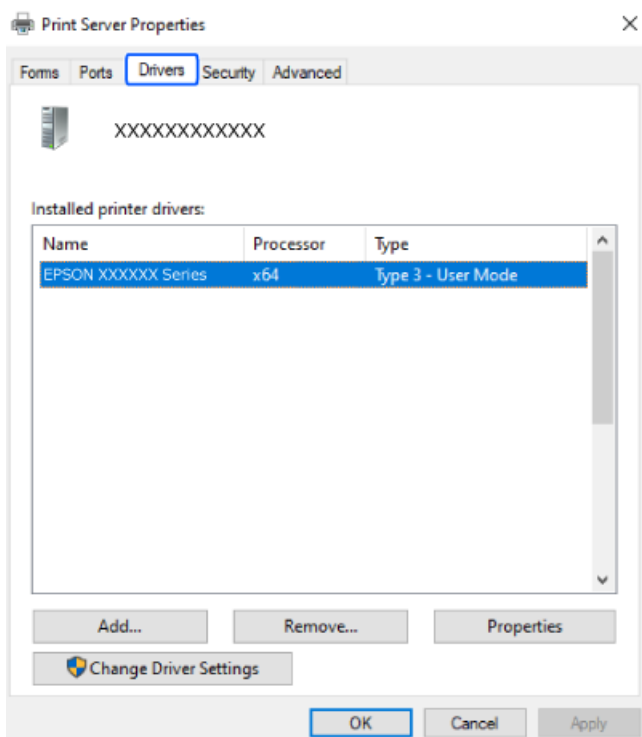 Print Server Properties
Forms Ports Drivers Security Advanced
XXXXXXXXXXXX
Installed printer drivers:
Name Processor Type
EPSON XXXXXX Series x64 Type 3 - User Mode
Add... Remove... Properties
Change Driver Settings
OK Cancel Apply